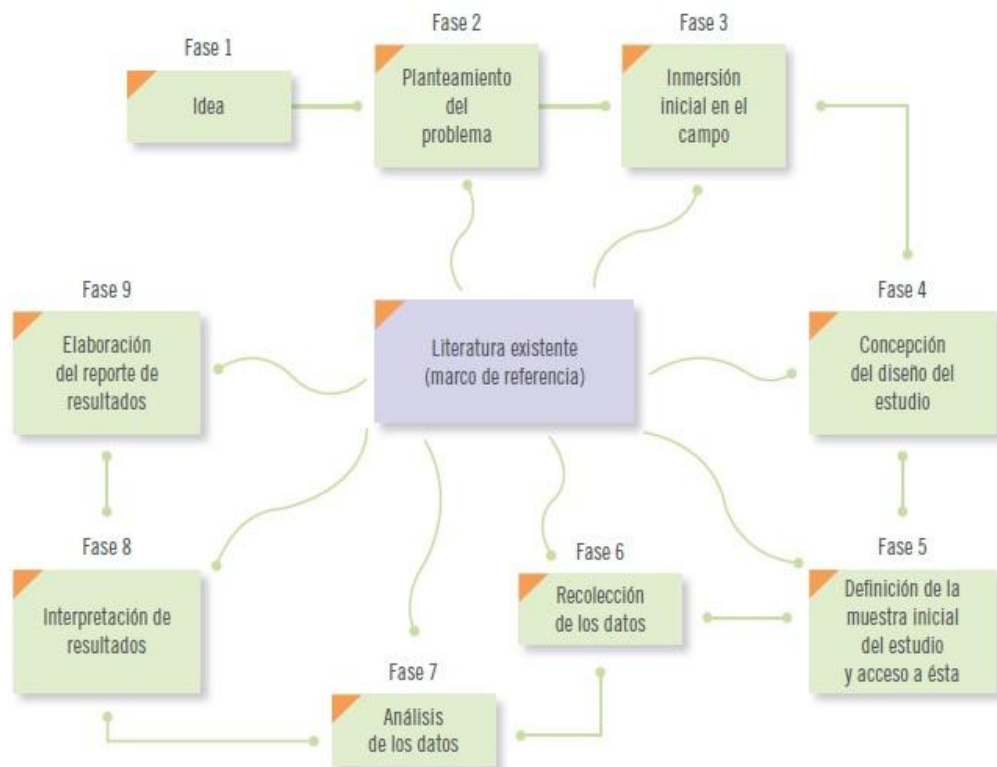 Fase 1
Idea
Fase 2
Planteamiento
del
problema
Fase 3
Inmersión
inicial en el
campo
Fase 4
Concepción
del diseño del
estudio
Fase 5
Definición de la
muestra inicial
del estudio
y acceso a ésta
Fase 6
Recolección
de los datos
Fase 7
Análisis
de los datos
Fase 8
Interpretación de
resultados
Fase 9
Elaboración
del reporte de
resultados
Literatura existente
(marco de referencia)